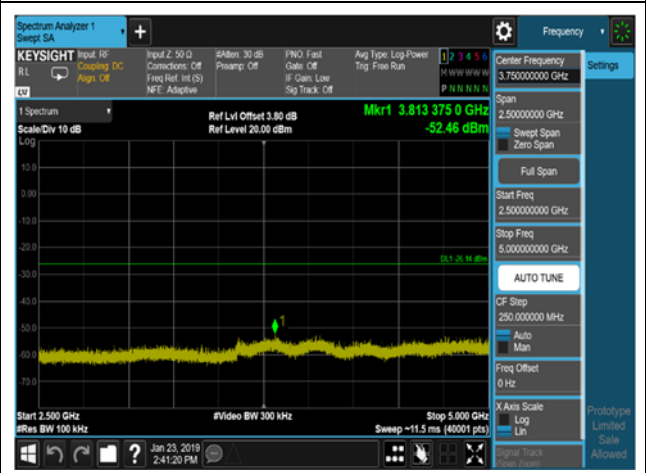 Spectrum Analyzer 1
Swept SA
Frequency
KEYSIGHT
RL
LXI
Input: RF
Coupling: DC
Align: Off
Input Z: 50 Ω
Corrections: Off
Freq Ref: Int (S)
NFE: Adaptive
#Atten: 30 dB
Preamp: Off
PNO: Fast
Gate: Off
IF Gain: Low
Sig Track: Off
Avg Type: Log-Power
Trig: Free Run
1 2 3 4 5 6
M W W W W W
P N N N N N
1 Spectrum
Scale/Div 10 dB
Log
Ref Lvl Offset 3.80 dB
Ref Level 20.00 dBm
Mkr1 3.813 375 0 GHz
-52.46 dBm
10.0
0.00
-10.0
-20.0
-30.0
-40.0
-50.0
-60.0
-70.0
DL1 -26.14 dBm
1
Start 2.500 GHz
#Res BW 100 kHz
#Video BW 300 kHz
Stop 5.000 GHz
Sweep ~11.5 ms (40001 pts)
Center Frequency
3.750000000 GHz
Settings
Span
2.50000000 GHz
Swept Span
Zero Span
Full Span
Start Freq
2.500000000 GHz
Stop Freq
5.000000000 GHz
AUTO TUNE
CF Step
250.000000 MHz
Auto
Man
Freq Offset
0 Hz
X Axis Scale
Log
Lin
Signal Track
(Span Zoom)
Prototype
Limited
Sale
Allowed
?
Jan 23, 2019
2:41:20 PM